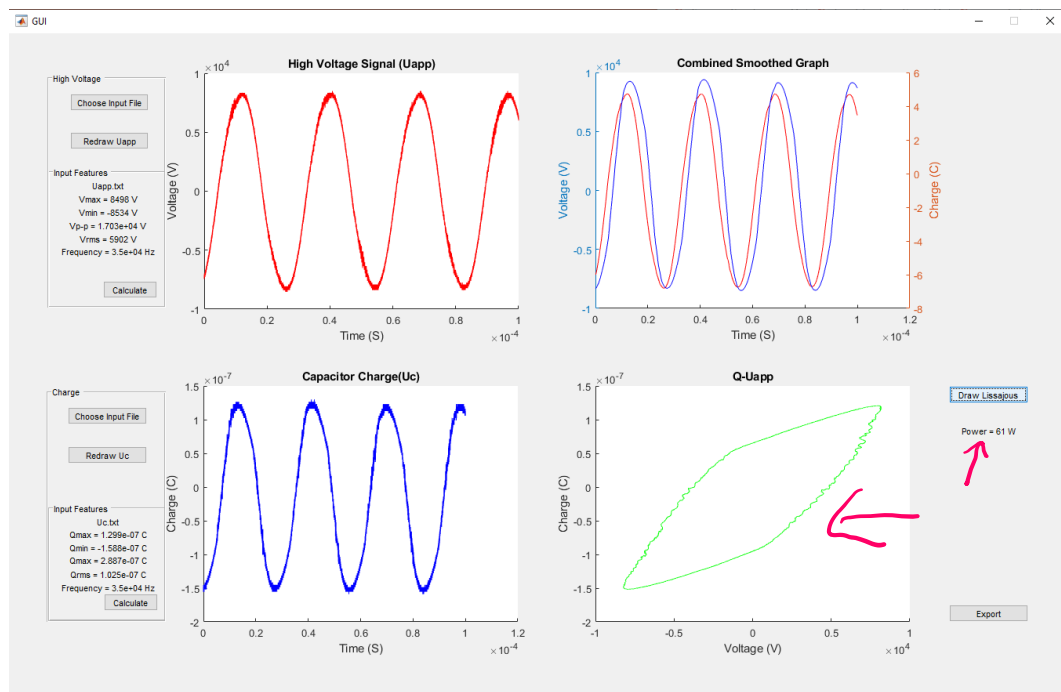 GUI
High Voltage
Choose Input File
Redraw Uapp
Input Features
Uapp.txt
Vmax = 8498 V
Vmin = -8534 V
Vp-p = 1.703e+04 V
Vrms = 5902 V
Frequency = 3.5e+04 Hz
Calculate
High Voltage Signal (Uapp)
×10^4
1
0.5
0
-0.5
-1
Voltage (V)
0 0.2 0.4 0.6 0.8 1
Time (S)
×10^-4
Combined Smoothed Graph
×10^4
1
0.5
0
-0.5
-1
Voltage (V)
6
4
2
0
-2
-4
-6
-8
Charge (C)
0 0.2 0.4 0.6 0.8 1 1.2
Time (S)
×10^-4
Charge
Choose Input File
Redraw Uc
Input Features
Uc.txt
Qmax = 1.299e-07 C
Qmin = -1.588e-07 C
Qmax = 2.887e-07 C
Qrms = 1.025e-07 C
Frequency = 3.5e+04 Hz
Calculate
Capacitor Charge(Uc)
×10^-7
1.5
1
0.5
0
-0.5
-1
-1.5
-2
Charge (C)
0 0.2 0.4 0.6 0.8 1 1.2
Time (S)
×10^-4
Q-Uapp
×10^-7
1.5
1
0.5
0
-0.5
-1
-1.5
-2
Charge (C)
-1 -0.5 0 0.5 1
Voltage (V)
×10^4
Draw Lissajous
Power = 61 W
Export